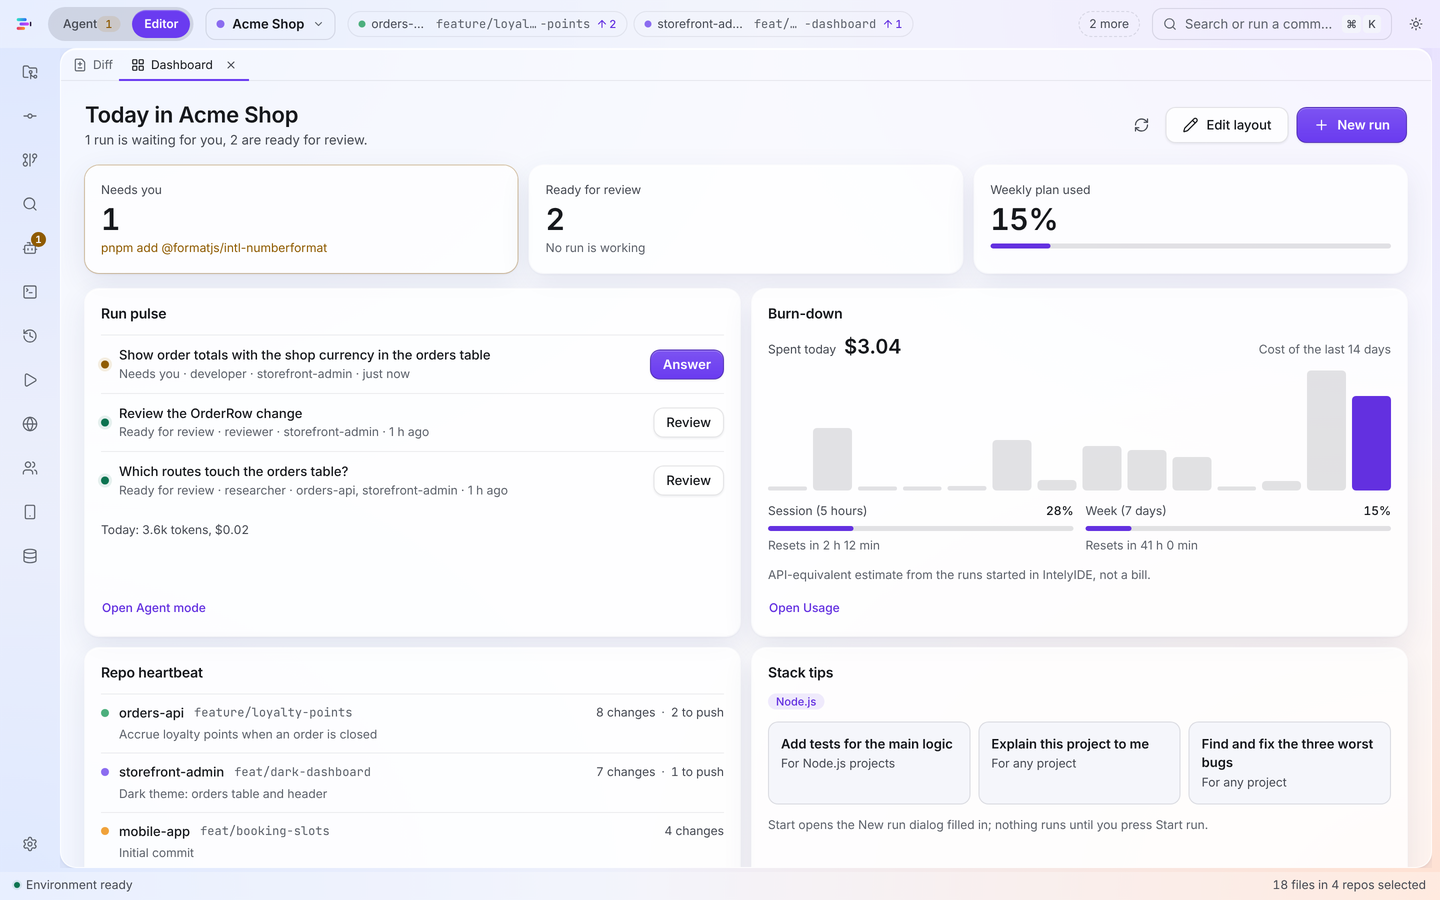 Agent 1
Editor
Acme Shop
orders-... feature/loyal… -points ↑ 2
storefront-ad... feat/… -dashboard ↑ 1
2 more
Search or run a comm... ⌘ K
Diff
Dashboard
Today in Acme Shop
1 run is waiting for you, 2 are ready for review.
Edit layout
New run
Needs you
1
pnpm add @formatjs/intl-numberformat
Ready for review
2
No run is working
Weekly plan used
15%
1
Run pulse
Show order totals with the shop currency in the orders table
Needs you · developer · storefront-admin · just now
Answer
Review the OrderRow change
Ready for review · reviewer · storefront-admin · 1 h ago
Review
Which routes touch the orders table?
Ready for review · researcher · orders-api, storefront-admin · 1 h ago
Review
Today: 3.6k tokens, $0.02
Open Agent mode
Burn-down
Spent today $3.04
Cost of the last 14 days
Session (5 hours) 28%
Resets in 2 h 12 min
Week (7 days) 15%
Resets in 41 h 0 min
API-equivalent estimate from the runs started in IntelyIDE, not a bill.
Open Usage
Repo heartbeat
orders-api feature/loyalty-points 8 changes · 2 to push
Accrue loyalty points when an order is closed
storefront-admin feat/dark-dashboard 7 changes · 1 to push
Dark theme: orders table and header
mobile-app feat/booking-slots 4 changes
Initial commit
Stack tips
Node.js
Add tests for the main logic
For Node.js projects
Explain this project to me
For any project
Find and fix the three worst
bugs
For any project
Start opens the New run dialog filled in; nothing runs until you press Start run.
Environment ready
18 files in 4 repos selected